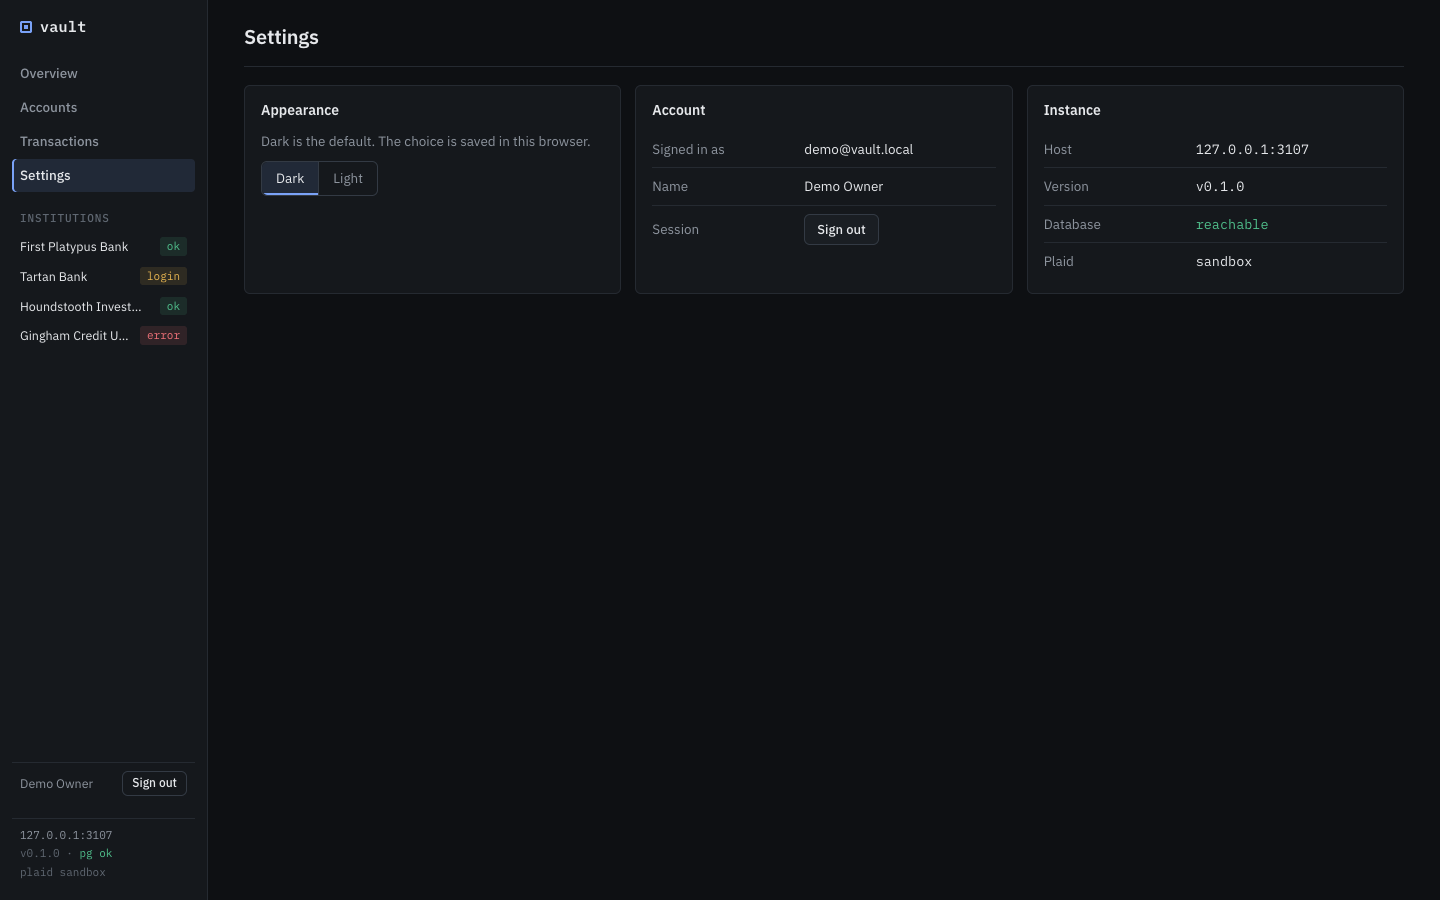 vault
Overview
Accounts
Transactions
Settings
INSTITUTIONS
First Platypus Bank ok
Tartan Bank login
Houndstooth Invest... ok
Gingham Credit U... error
Demo Owner Sign out
127.0.0.1:3107
v0.1.0 · pg ok
plaid sandbox
Settings
Appearance
Dark is the default. The choice is saved in this browser.
Dark Light
Account
Signed in as demo@vault.local
Name Demo Owner
Session Sign out
Instance
Host 127.0.0.1:3107
Version v0.1.0
Database reachable
Plaid sandbox